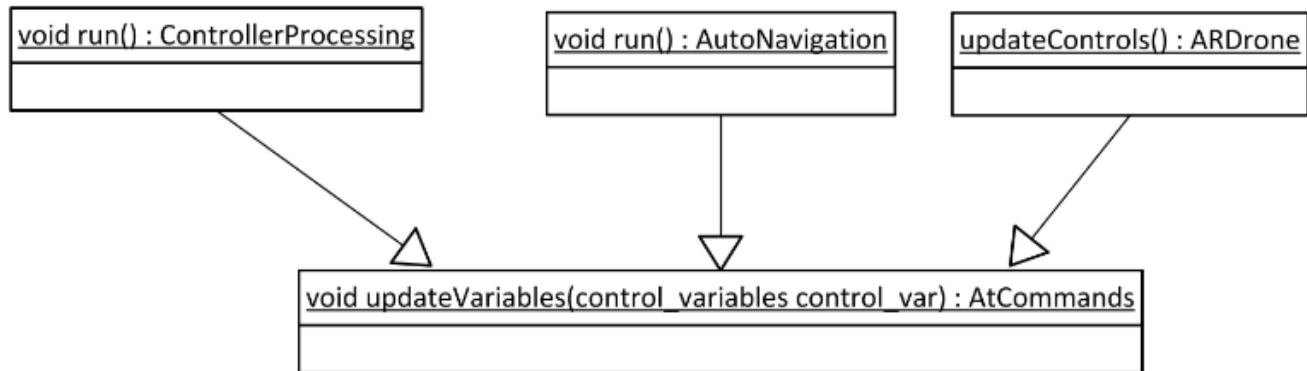 void run() : ControllerProcessing
void run() : AutoNavigation
updateControls() : ARDrone
void updateVariables(control_variables control_var) : AtCommands